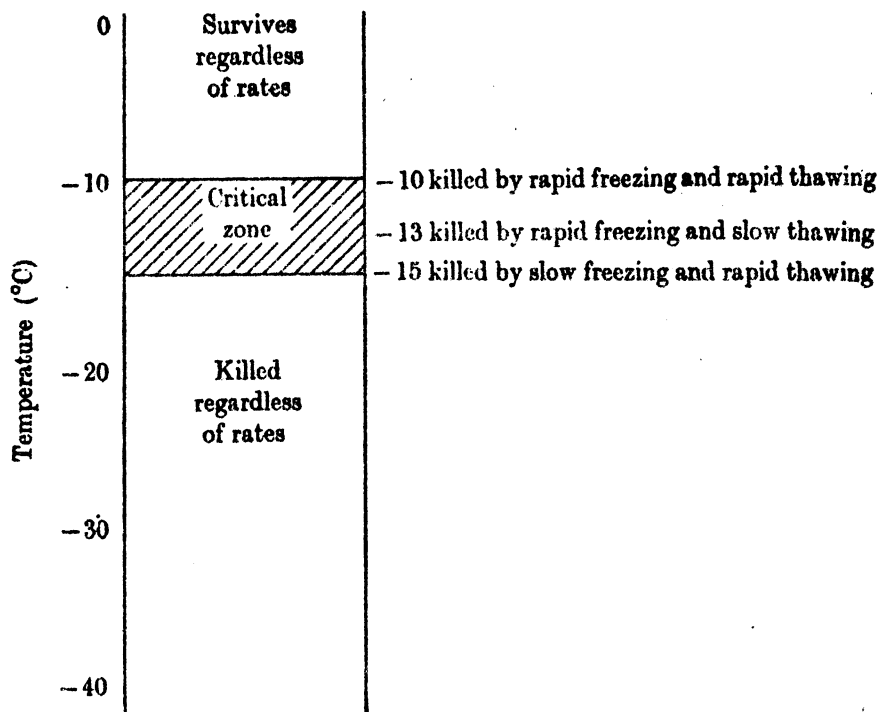 0
Survives
regardless
of rates
−10
Critical
zone
−10 killed by rapid freezing and rapid thawing
−13 killed by rapid freezing and slow thawing
−15 killed by slow freezing and rapid thawing
Temperature (°C)
−20
Killed
regardless
of rates
−30
−40